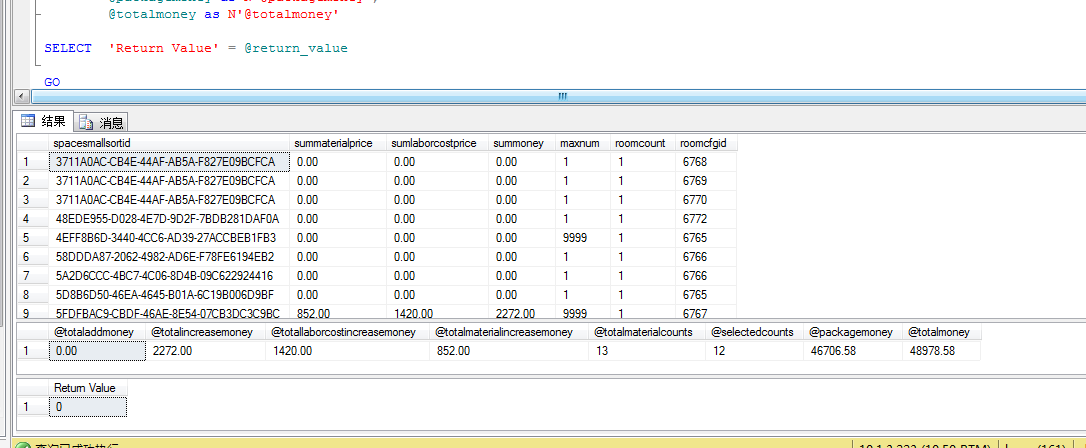 @totalmoney as N'@totalmoney'
SELECT 'Return Value' = @return_value
GO
结果 消息
spacesmallsortid summaterialprice sumlaborcostprice summoney maxnum roomcount roomcfgid
1 3711A0AC-CB4E-44AF-AB5A-F827E09BCFCA 0.00 0.00 0.00 1 1 6768
2 3711A0AC-CB4E-44AF-AB5A-F827E09BCFCA 0.00 0.00 0.00 1 1 6769
3 3711A0AC-CB4E-44AF-AB5A-F827E09BCFCA 0.00 0.00 0.00 1 1 6770
4 48EDE955-D028-4E7D-9D2F-7BDB281DAF0A 0.00 0.00 0.00 1 1 6772
5 4EFF8B6D-3440-4CC6-AD39-27ACCBEB1FB3 0.00 0.00 0.00 9999 1 6765
6 58DDDA87-2062-4982-AD6E-F78FE6194EB2 0.00 0.00 0.00 1 1 6766
7 5A2D6CCC-4BC7-4C06-8D4B-09C622924416 0.00 0.00 0.00 1 1 6766
8 5D8B6D50-46EA-4645-B01A-6C19B006D9BF 0.00 0.00 0.00 1 1 6765
9 5FDFBAC9-CBDF-46AE-8E54-07CB3DC3C9BC 852.00 1420.00 2272.00 9999 1 6767
@totaladdmoney @totalincreasemoney @totallaborcostincreasemoney @totalmaterialincreasemoney @totalmaterialcounts @selectedcounts @packagemoney @totalmoney
1 0.00 2272.00 1420.00 852.00 13 12 46706.58 48978.58
Return Value
1 0